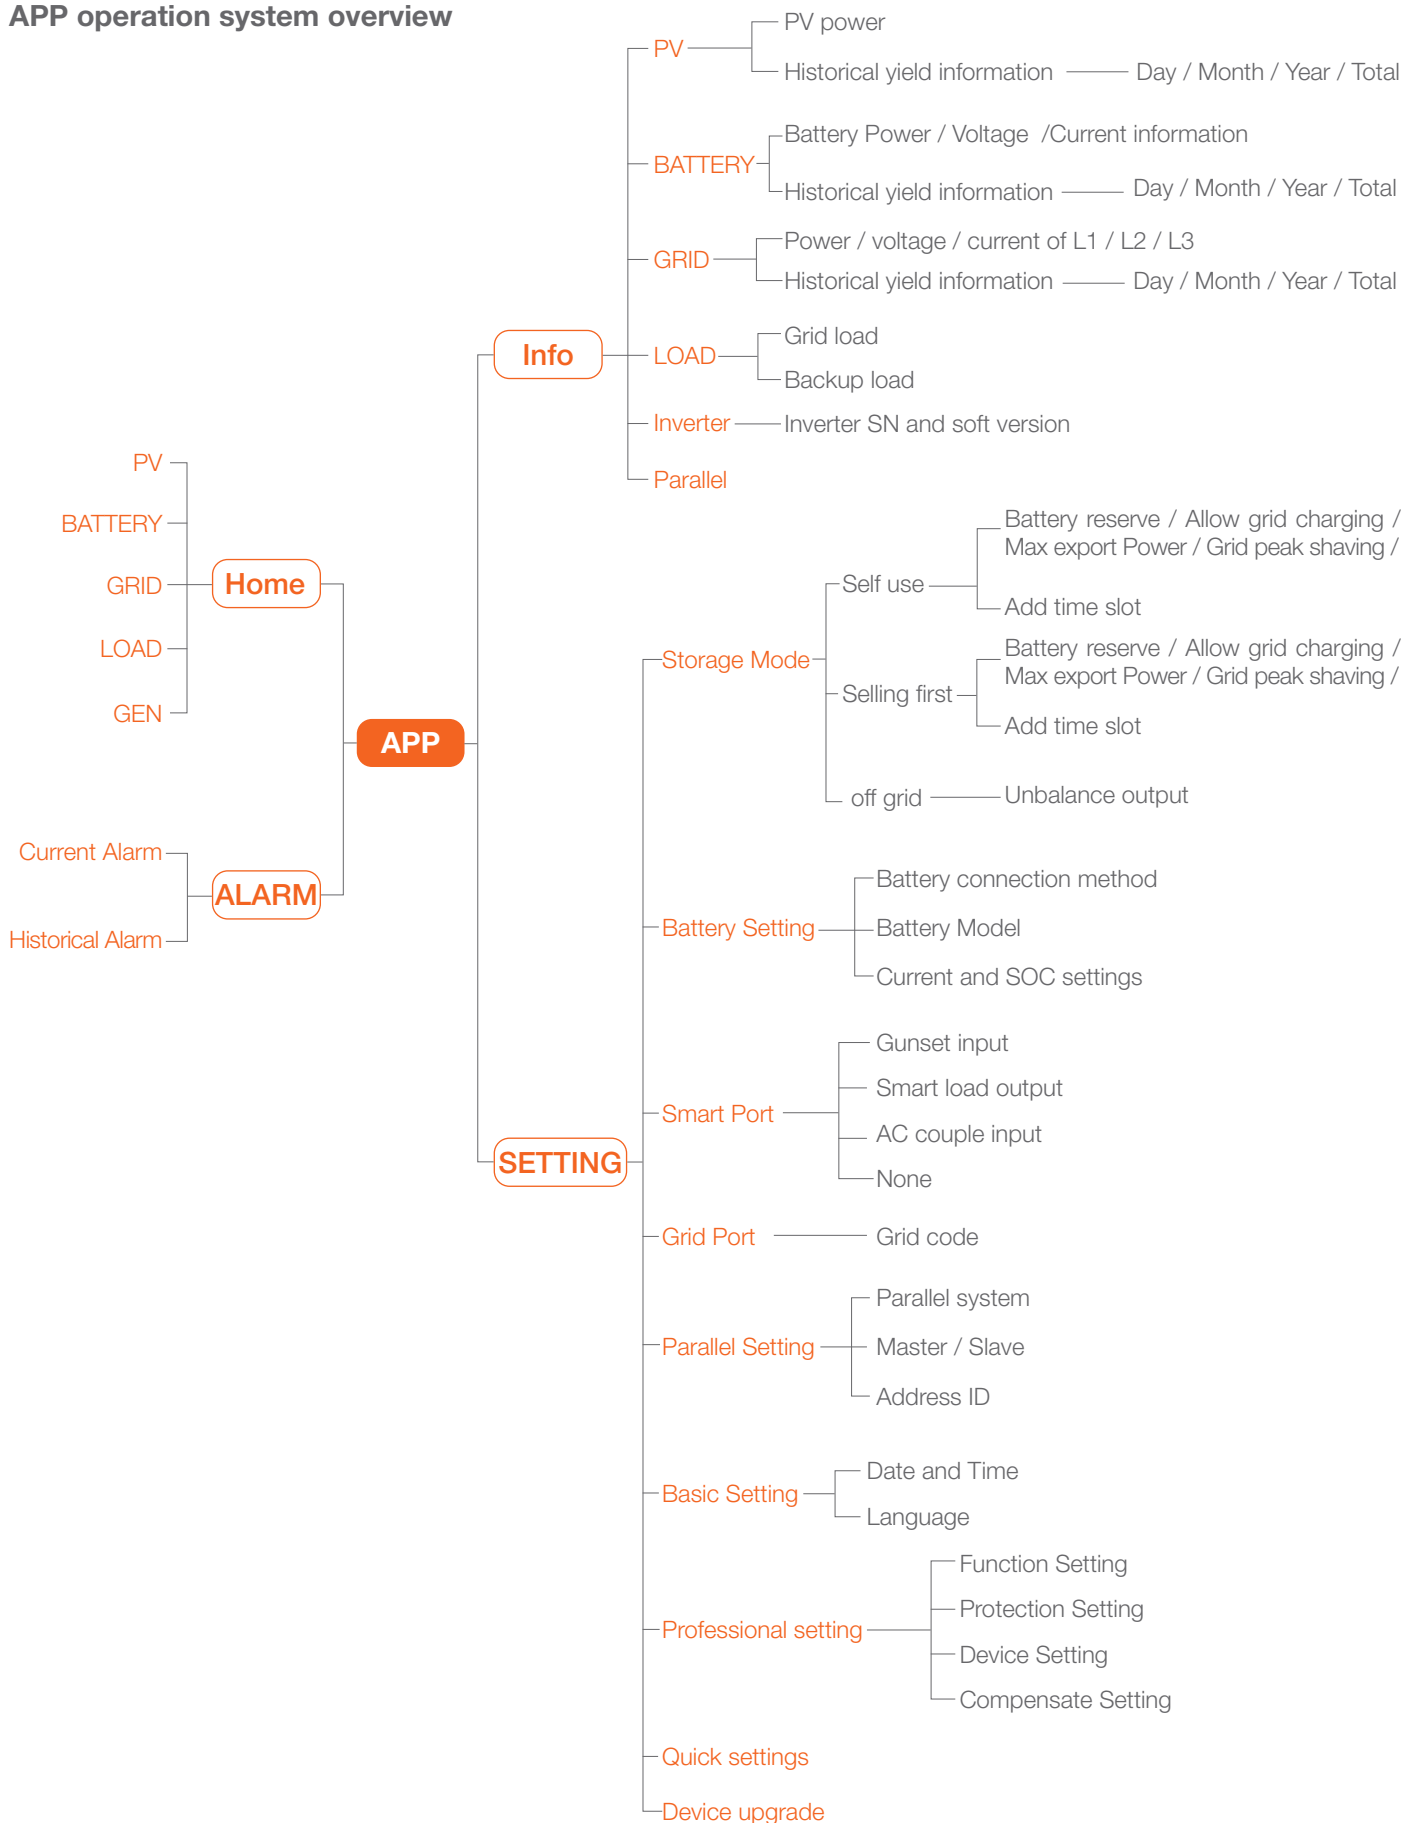 APP operation system overview
PV
PV power
Historical yield information
Day / Month / Year / Total
BATTERY
Battery Power / Voltage /Current information
Historical yield information
Day / Month / Year / Total
GRID
Power / voltage / current of L1 / L2 / L3
Historical yield information
Day / Month / Year / Total
Info
LOAD
Grid load
Backup load
Inverter
Inverter SN and soft version
Parallel
PV
BATTERY
GRID
LOAD
GEN
Home
APP
Current Alarm
Historical Alarm
ALARM
SETTING
Storage Mode
Self use
Battery reserve / Allow grid charging /
Max export Power / Grid peak shaving /
Add time slot
Selling first
Battery reserve / Allow grid charging /
Max export Power / Grid peak shaving /
Add time slot
off grid
Unbalance output
Battery Setting
Battery connection method
Battery Model
Current and SOC settings
Smart Port
Gunset input
Smart load output
AC couple input
None
Grid Port
Grid code
Parallel Setting
Parallel system
Master / Slave
Address ID
Basic Setting
Date and Time
Language
Professional setting
Function Setting
Protection Setting
Device Setting
Compensate Setting
Quick settings
Device upgrade